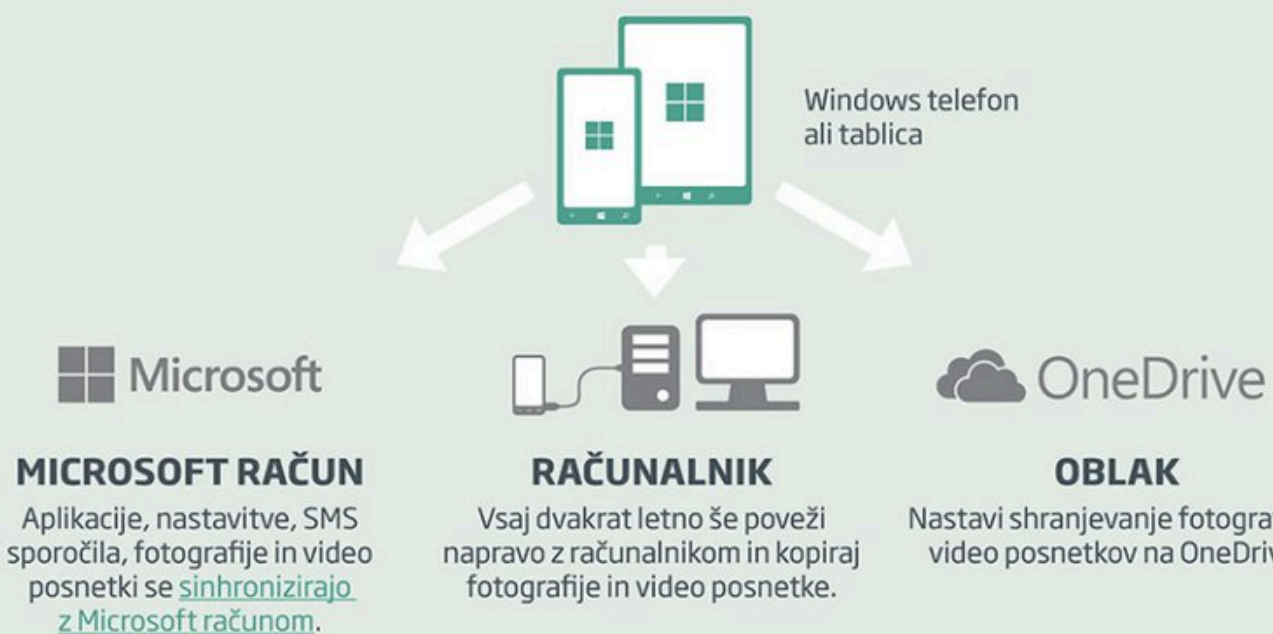 Windows telefon
ali tablica
Microsoft
OneDrive
MICROSOFT RAČUN
Aplikacije, nastavitve, SMS
sporočila, fotografije in video
posnetki se sinhronizirajo
z Microsoft računom.
RAČUNALNIK
Vsaj dvakrat letno še poveži
napravo z računalnikom in kopiraj
fotografije in video posnetke.
OBLAK
Nastavi shranjevanje
video posnetkov na